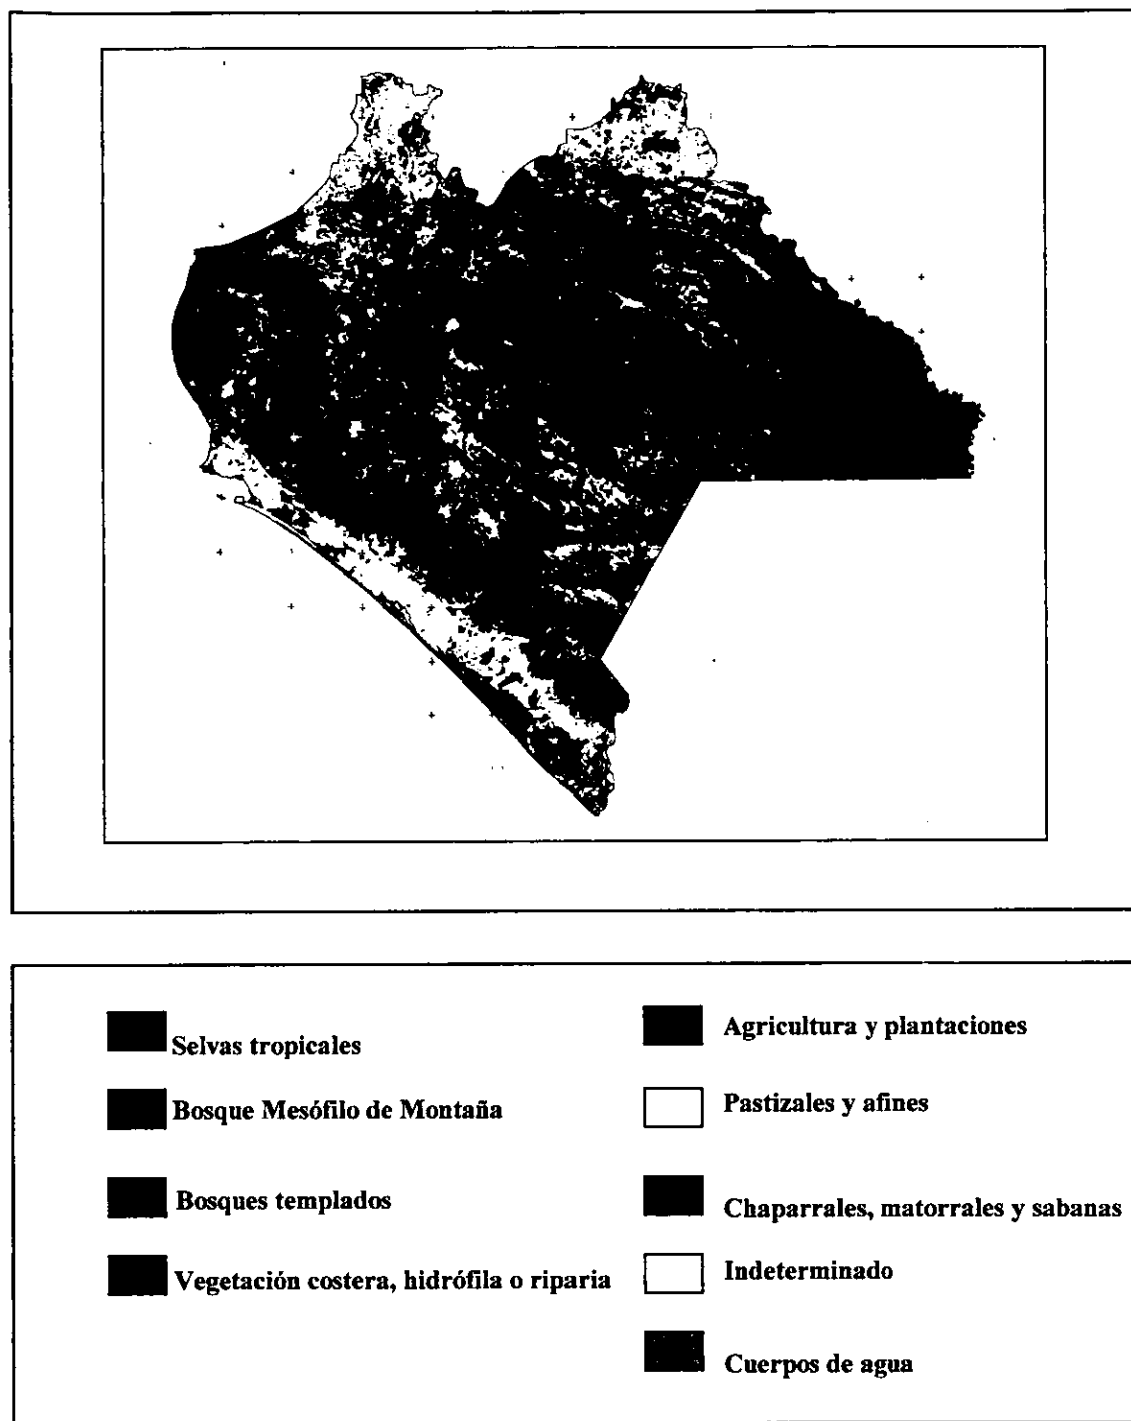 Selvas tropicales
Bosque Mesófilo de Montaña
Bosques templados
Vegetación costera, hidrófila o riparia
Agricultura y plantaciones
Pastizales y afines
Chaparrales, matorrales y sabanas
Indeterminado
Cuerpos de agua